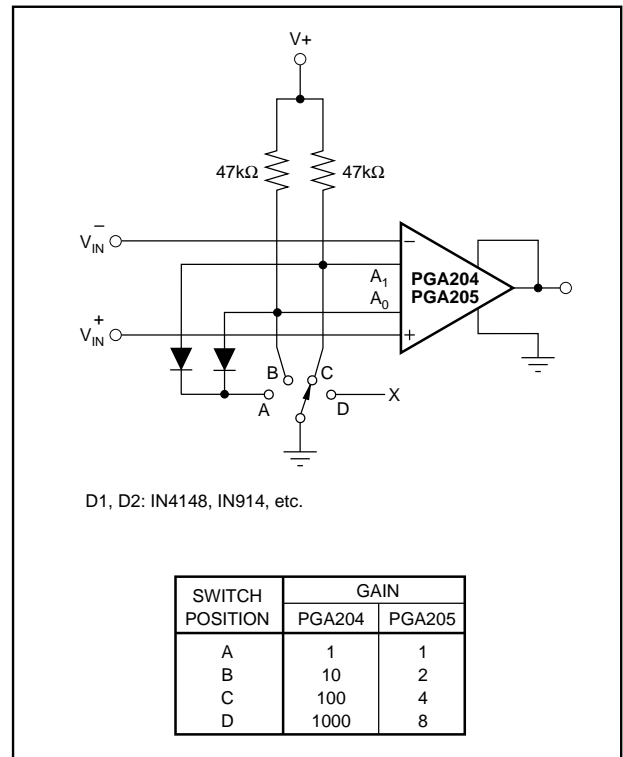 V+
47kΩ 47kΩ
V–IN
A1
A0
PGA204
PGA205
–
+
V+IN
B C
A D X
D1, D2: IN4148, IN914, etc.
SWITCH POSITION GAIN
PGA204 PGA205
A 1 1
B 10 2
C 100 4
D 1000 8